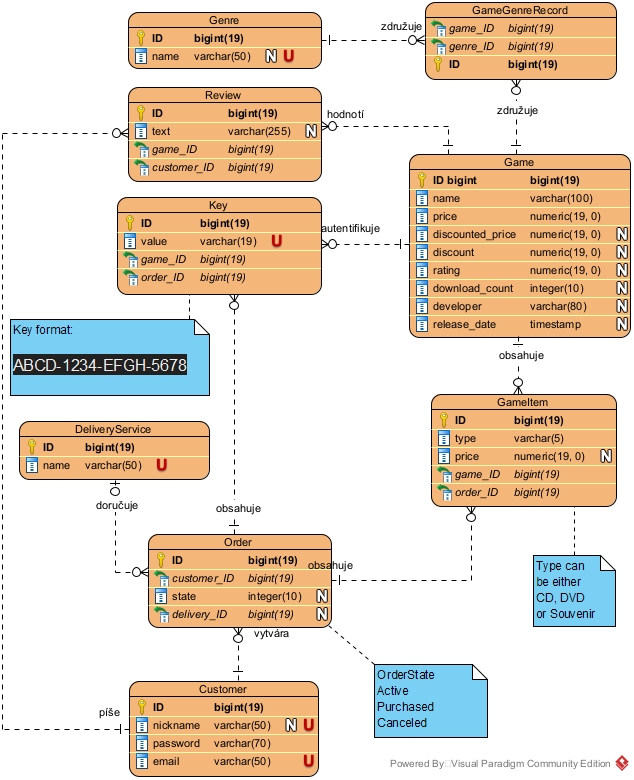 Genre
ID bigint(19)
name varchar(50) N U
združuje
GameGenreRecord
game_ID bigint(19)
genre_ID bigint(19)
ID bigint(19)
združuje
Review
ID bigint(19)
text varchar(255) N
game_ID bigint(19)
customer_ID bigint(19)
hodnotí
Game
ID bigint bigint(19)
name varchar(100)
price numeric(19, 0)
discounted_price numeric(19, 0) N
discount numeric(19, 0) N
rating numeric(19, 0) N
download_count integer(10) N
developer varchar(80) N
release_date timestamp N
Key
ID bigint(19)
value varchar(19) U
game_ID bigint(19)
order_ID bigint(19)
autentifikuje
Key format:
ABCD-1234-EFGH-5678
obsahuje
GameItem
ID bigint(19)
type varchar(5)
price numeric(19, 0) N
game_ID bigint(19)
order_ID bigint(19)
DeliveryService
ID bigint(19)
name varchar(50) U
doručuje
obsahuje
Order
ID bigint(19)
customer_ID bigint(19)
state integer(10) N
delivery_ID bigint(19) N
obsahuje
Type can
be either
CD, DVD
or Souvenir
vytvára
OrderState
Active
Purchased
Canceled
píše
Customer
ID bigint(19)
nickname varchar(50) N U
password varchar(70)
email varchar(50) U
Powered By Visual Paradigm Community Edition